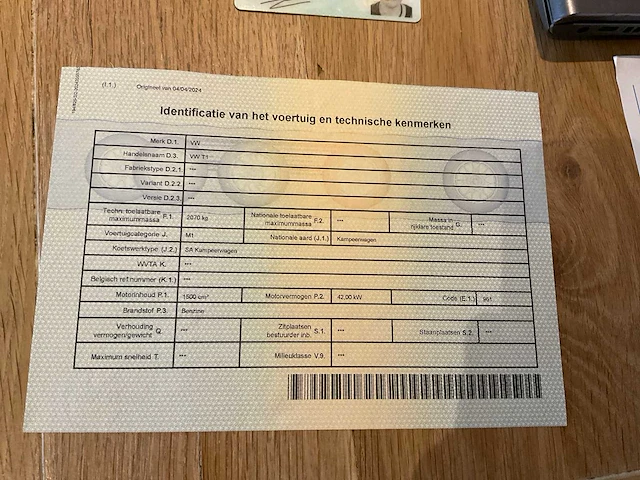 (I.1.) Origineel van 04/04/2024
Identificatie van het voertuig en technische kenmerken
Merk D.1. VW
Handelsnaam D.3. VW T1
Fabriekstype D.2.1. ---
Variant D.2.2. ---
Versie D.2.3. ---
Techn. toelaatbare maximummassa F.1. 2070 kg Nationale toelaatbare maximummassa F.2. --- Massa in rijklare toestand G. ---
Voertuigcategorie J. M1 Nationale aard (J.1.) Kampeerwagen
Koetswerktype (J.2.) SA Kampeerwagen
WVTA K. ---
Belgisch ref.nummer (K.1.) ---
Motorinhoud P.1. 1500 cm³ Motorvermogen P.2. 42,00 kW Code (E.1.) 961
Brandstof P.3. Benzine
Verhouding vermogen/gewicht Q. --- Zitplaatsen bestuurder inb. S.1. --- Staanplaatsen S.2. ---
Maximum snelheid T. --- Milieuklasse V.9. ---